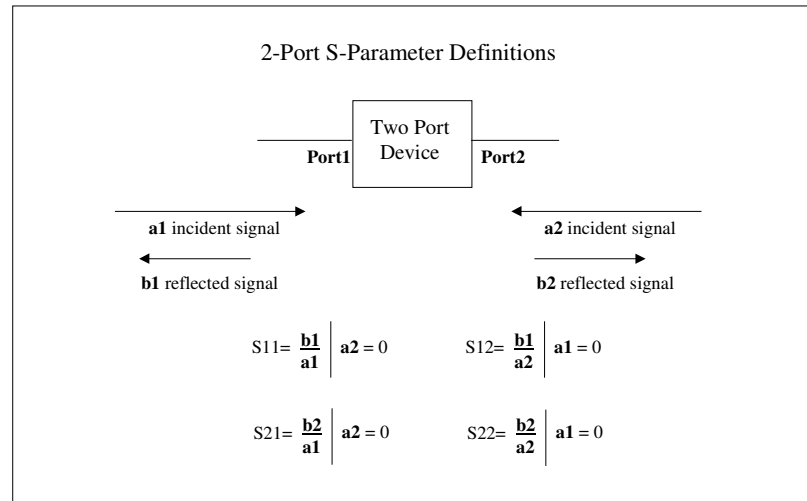 2-Port S-Parameter Definitions
Two Port
Device
Port1
Port2
a1 incident signal
a2 incident signal
b1 reflected signal
b2 reflected signal
S11= b1/a1 | a2 = 0
S12= b1/a2 | a1 = 0
S21= b2/a1 | a2 = 0
S22= b2/a2 | a1 = 0